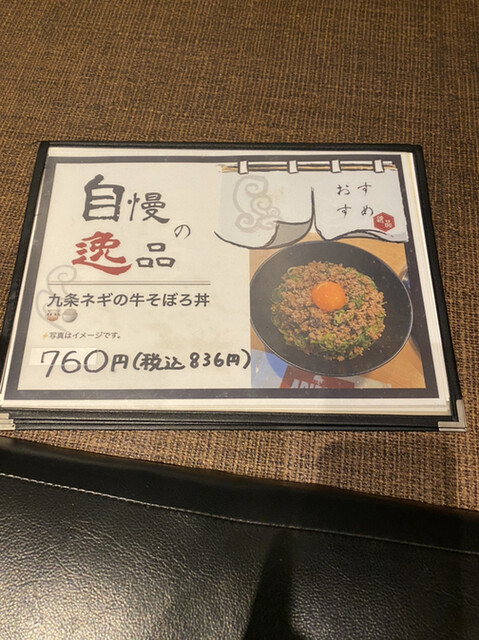 自慢の
逸品
おすすめ
逸品
九条ネギの牛そぼろ丼
⚡写真はイメージです。
760円(税込836円)